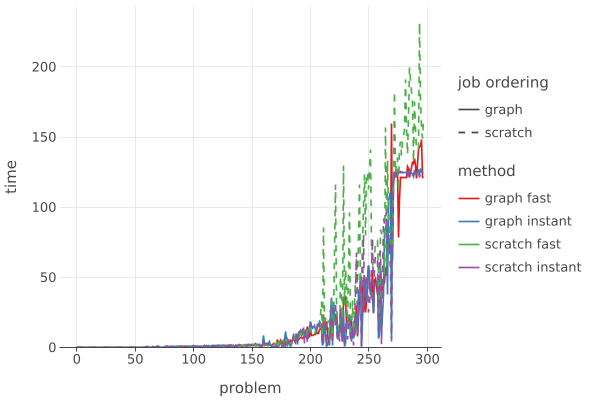 time
200
150
100
50
0
0 50 100 150 200 250 300
problem
job ordering
graph
scratch
method
graph fast
graph instant
scratch fast
scratch instant